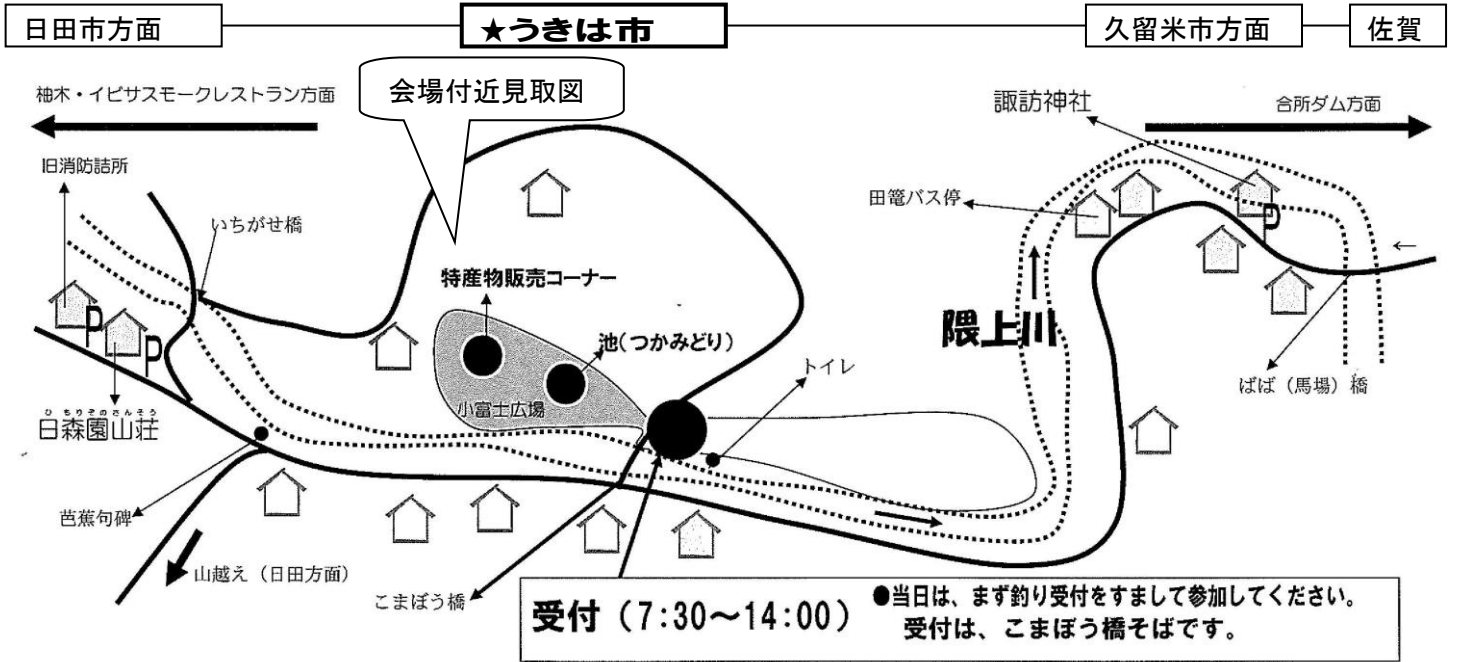 日田市方面
★うきは市
久留米市方面
佐賀
柚木・イビサスモークレストラン方面
会場付近見取図
諏訪神社
合所ダム方面
旧消防詰所
田篭バス停
いちがせ橋
←
特産物販売コーナー
隈上川
池(つかみどり)
トイレ
ばば（馬場）橋
P
P
P
小富士広場
ひちりぞのさんそう
日森園山荘
芭蕉句碑
山越え（日田方面）
こまぼう橋
受付（7:30～14:00）
●当日は、まず釣り受付をすまして参加してください。
受付は、こまぼう橋そばです。